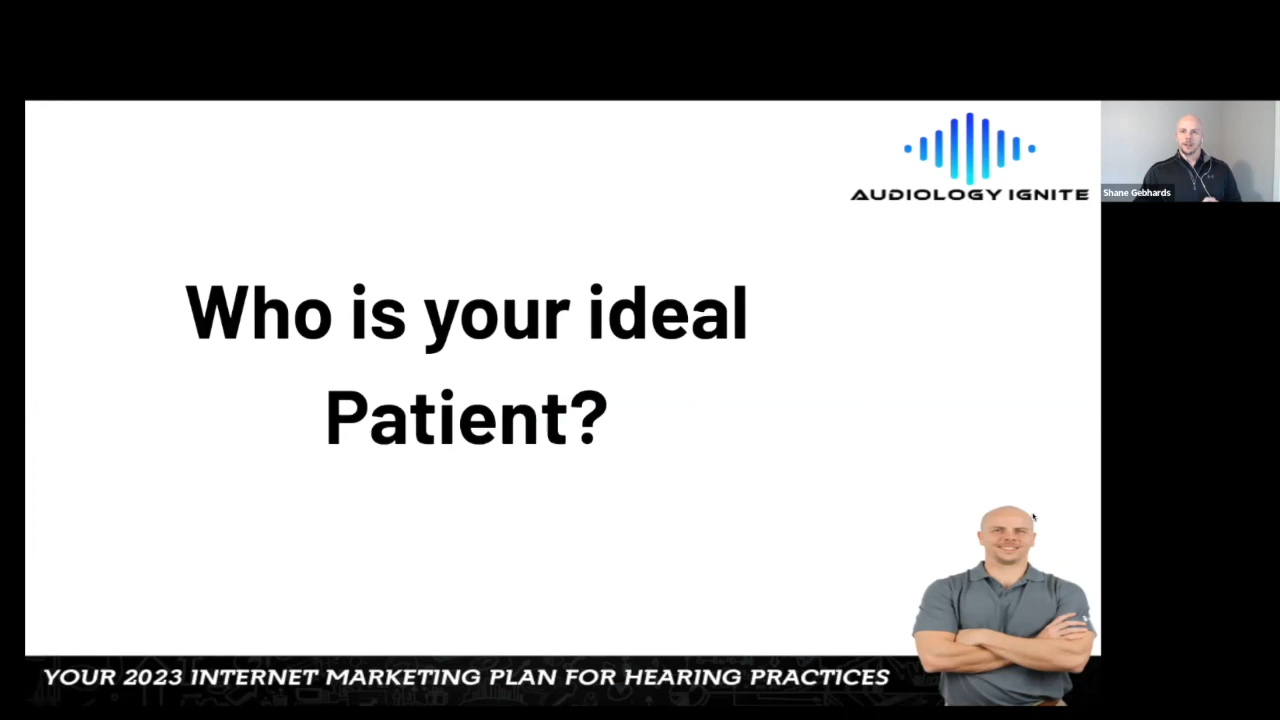 AUDIOLOGY IGNITE
Shane Gebhards
Who is your ideal
Patient?
YOUR 2023 INTERNET MARKETING PLAN FOR HEARING PRACTICES